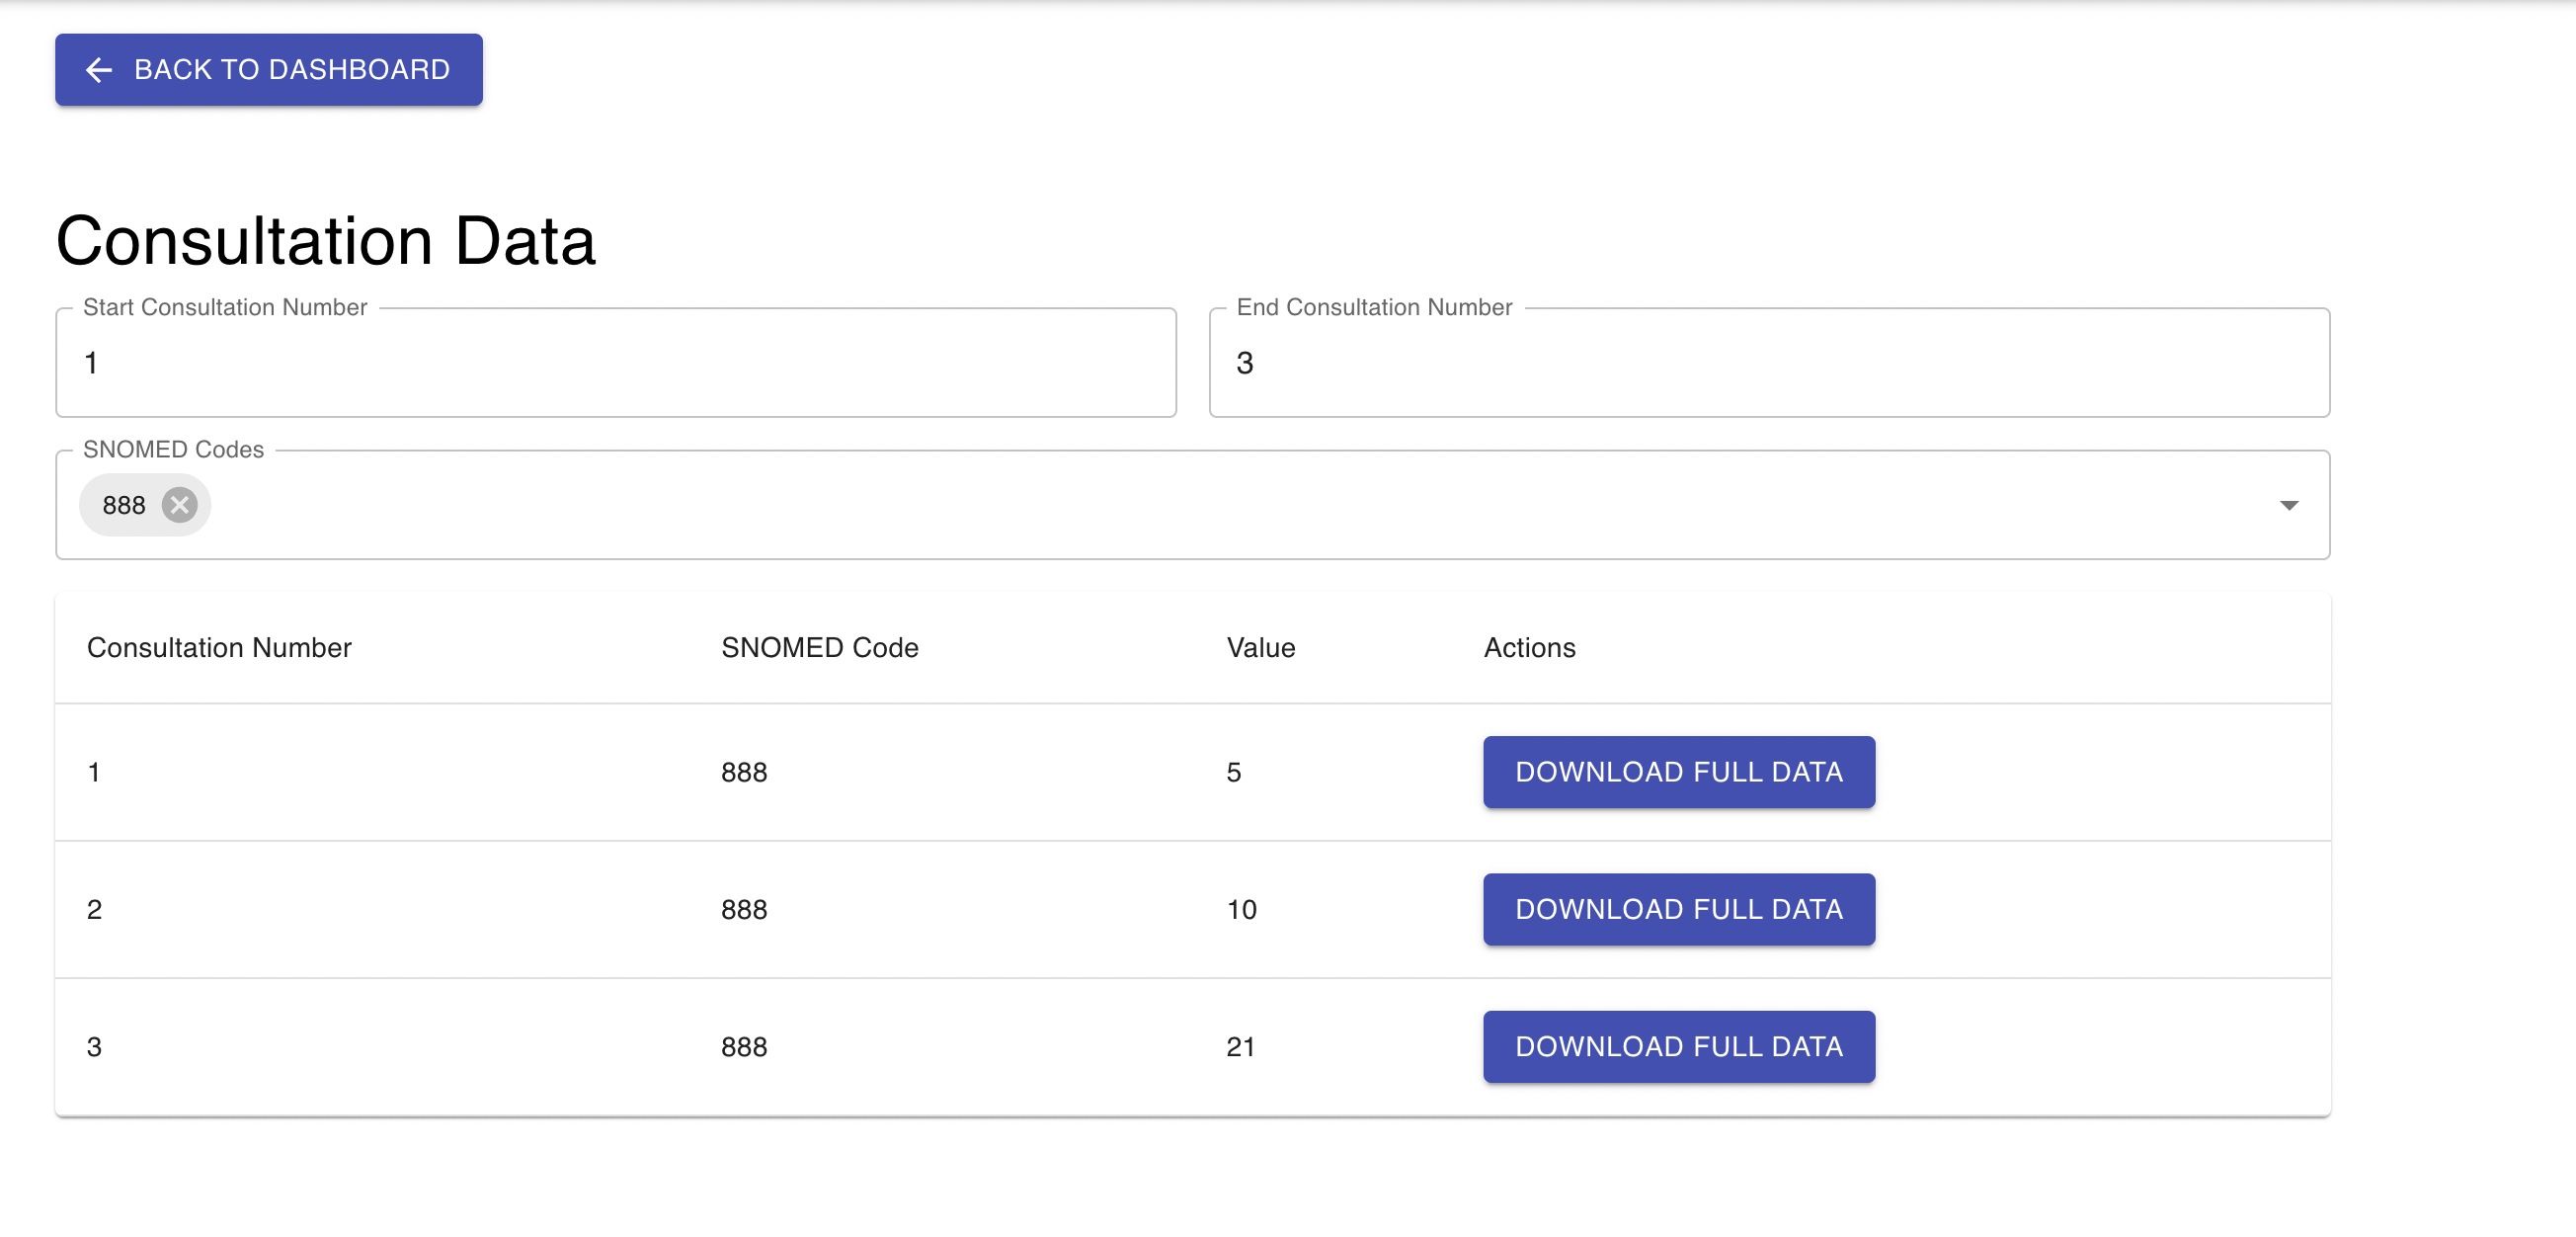 BACK TO DASHBOARD
Consultation Data
Start Consultation Number End Consultation Number
1 3
SNOMED Codes
888
Consultation Number SNOMED Code Value Actions
1 888 5 DOWNLOAD FULL DATA
2 888 10 DOWNLOAD FULL DATA
3 888 21 DOWNLOAD FULL DATA